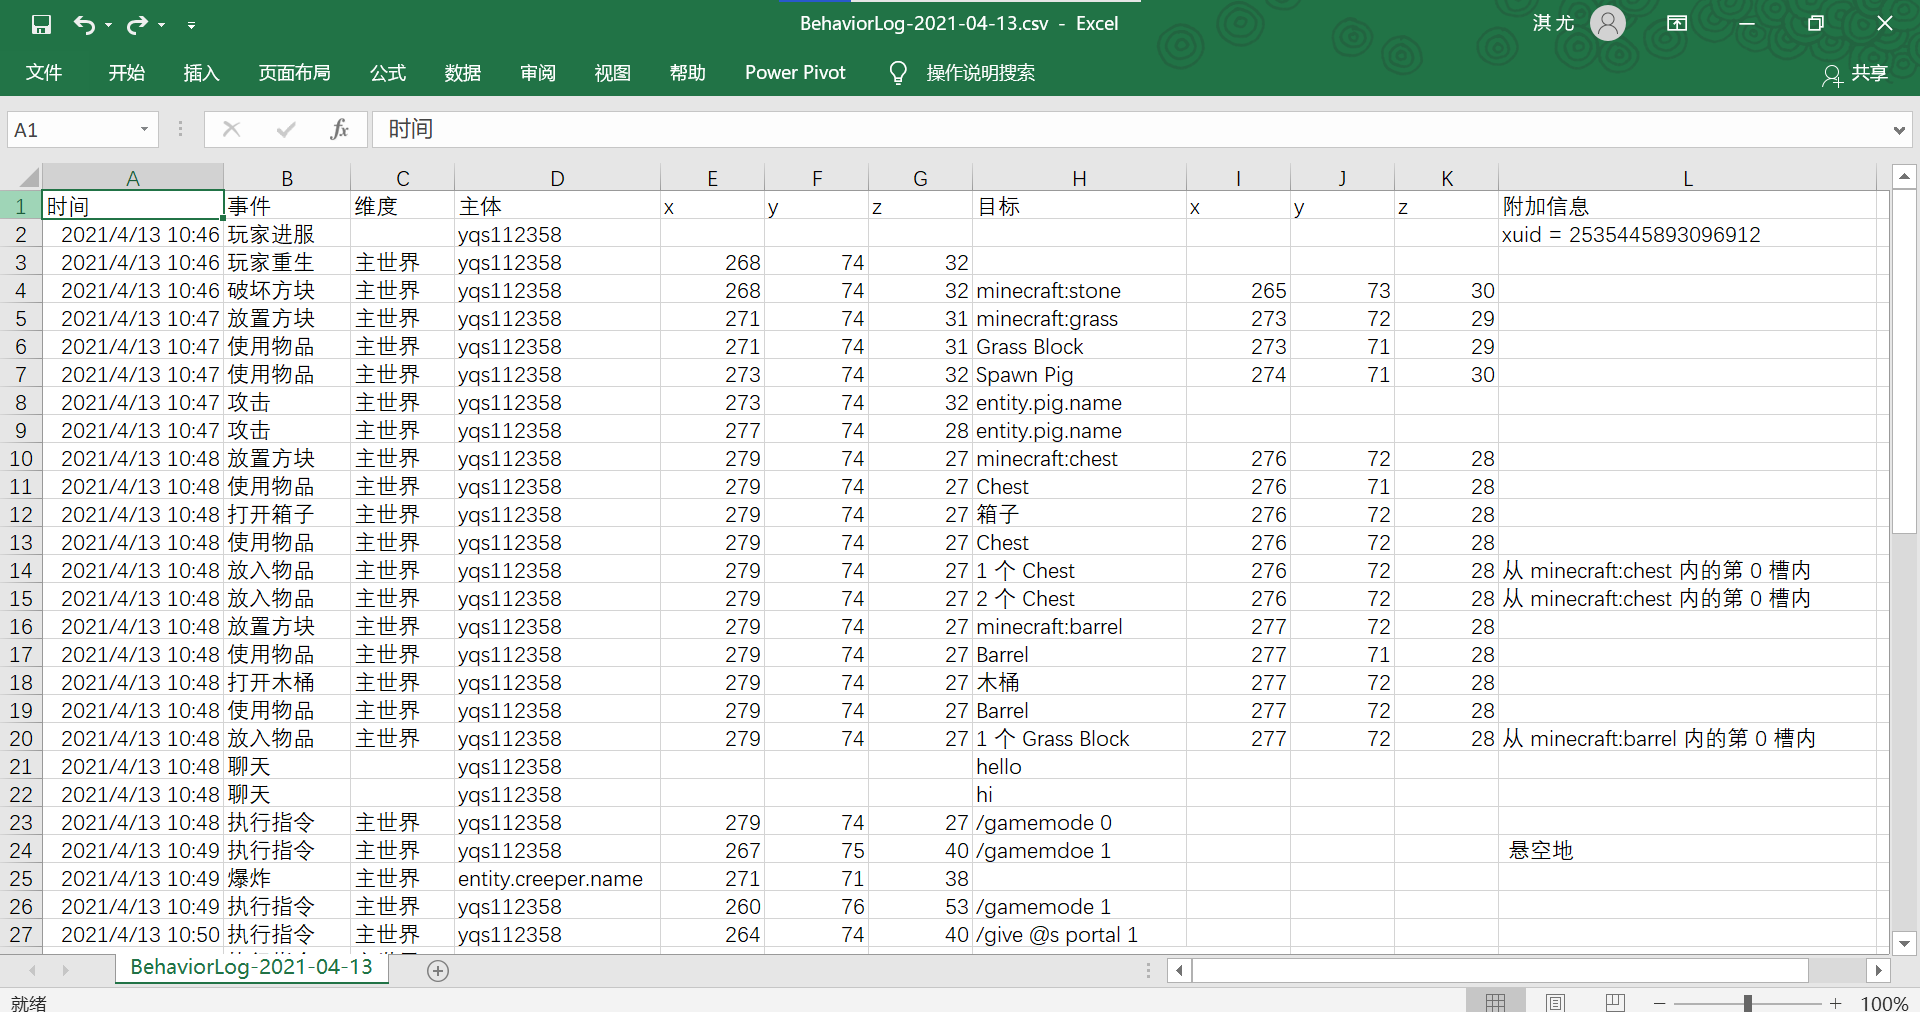 BehaviorLog-2021-04-13.csv - Excel
淇 尤
文件 开始 插入 页面布局 公式 数据 审阅 视图 帮助 Power Pivot 操作说明搜索 共享
A1 fx 时间
A B C D E F G H I J K L
1 时间 事件 维度 主体 x y z 目标 x y z 附加信息
2 2021/4/13 10:46 玩家进服 yqs112358 xuid = 2535445893096912
3 2021/4/13 10:46 玩家重生 主世界 yqs112358 268 74 32
4 2021/4/13 10:46 破坏方块 主世界 yqs112358 268 74 32 minecraft:stone 265 73 30
5 2021/4/13 10:47 放置方块 主世界 yqs112358 271 74 31 minecraft:grass 273 72 29
6 2021/4/13 10:47 使用物品 主世界 yqs112358 271 74 31 Grass Block 273 71 29
7 2021/4/13 10:47 使用物品 主世界 yqs112358 273 74 32 Spawn Pig 274 71 30
8 2021/4/13 10:47 攻击 主世界 yqs112358 273 74 32 entity.pig.name
9 2021/4/13 10:47 攻击 主世界 yqs112358 277 74 28 entity.pig.name
10 2021/4/13 10:48 放置方块 主世界 yqs112358 279 74 27 minecraft:chest 276 72 28
11 2021/4/13 10:48 使用物品 主世界 yqs112358 279 74 27 Chest 276 71 28
12 2021/4/13 10:48 打开箱子 主世界 yqs112358 279 74 27 箱子 276 72 28
13 2021/4/13 10:48 使用物品 主世界 yqs112358 279 74 27 Chest 276 72 28
14 2021/4/13 10:48 放入物品 主世界 yqs112358 279 74 27 1 个 Chest 276 72 28 从 minecraft:chest 内的第 0 槽内
15 2021/4/13 10:48 放入物品 主世界 yqs112358 279 74 27 2 个 Chest 276 72 28 从 minecraft:chest 内的第 0 槽内
16 2021/4/13 10:48 放置方块 主世界 yqs112358 279 74 27 minecraft:barrel 277 72 28
17 2021/4/13 10:48 使用物品 主世界 yqs112358 279 74 27 Barrel 277 71 28
18 2021/4/13 10:48 打开木桶 主世界 yqs112358 279 74 27 木桶 277 72 28
19 2021/4/13 10:48 使用物品 主世界 yqs112358 279 74 27 Barrel 277 72 28
20 2021/4/13 10:48 放入物品 主世界 yqs112358 279 74 27 1 个 Grass Block 277 72 28 从 minecraft:barrel 内的第 0 槽内
21 2021/4/13 10:48 聊天 yqs112358 hello
22 2021/4/13 10:48 聊天 yqs112358 hi
23 2021/4/13 10:48 执行指令 主世界 yqs112358 279 74 27 /gamemode 0
24 2021/4/13 10:49 执行指令 主世界 yqs112358 267 75 40 /gamemdoe 1 悬空地
25 2021/4/13 10:49 爆炸 主世界 entity.creeper.name 271 71 38
26 2021/4/13 10:49 执行指令 主世界 yqs112358 260 76 53 /gamemode 1
27 2021/4/13 10:50 执行指令 主世界 yqs112358 264 74 40 /give @s portal 1
BehaviorLog-2021-04-13
就绪 100%